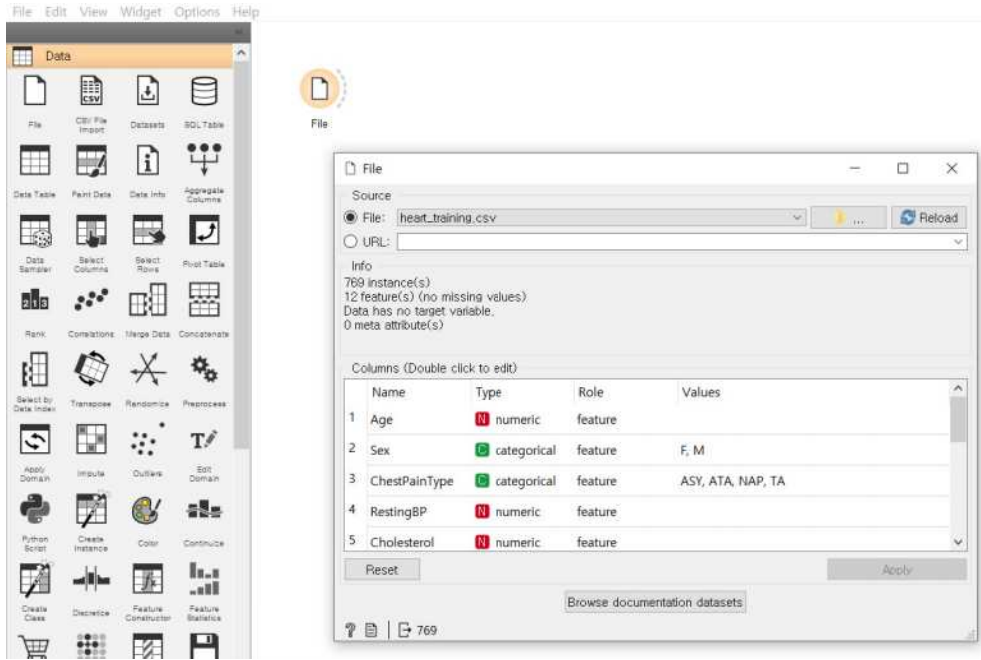 File Edit View Widget Options Help
Data
File CSV File Import Datasets SQL Table
Data Table Paint Data Data Info Aggregate Columns
Data Sampler Select Columns Select Rows Pivot Table
Rank Correlations Merge Data Concatenate
Select by Data Index Transpose Randomize Preprocess
Apply Domain Impute Outliers Edit Domain
Python Script Create Instance Color Continuize
Create Class Discretize Feature Constructor Feature Statistics
File
File
Source
File: heart_training.csv ... Reload
URL:
Info
769 instance(s)
12 feature(s) (no missing values)
Data has no target variable.
0 meta attribute(s)
Columns (Double click to edit)
Name Type Role Values
1 Age N numeric feature
2 Sex C categorical feature F, M
3 ChestPainType C categorical feature ASY, ATA, NAP, TA
4 RestingBP N numeric feature
5 Cholesterol N numeric feature
Reset Apply
Browse documentation datasets
? 769